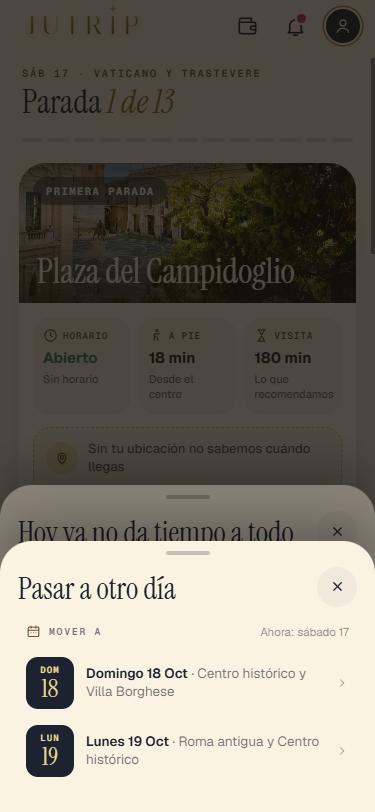 JUTRIP
SÁB 17 · VATICANO Y TRASTEVERE
Parada 1 de 13
PRIMERA PARADA
Plaza del Campidoglio
HORARIO
Abierto
Sin horario
A PIE
18 min
Desde el
centro
VISITA
180 min
Lo que
recomendamos
Sin tu ubicación no sabemos cuándo
llegas
Hoy ya no da tiempo a todo
Pasar a otro día
MOVER A
Ahora: sábado 17
DOM
18
Domingo 18 Oct · Centro histórico y
Villa Borghese
LUN
19
Lunes 19 Oct · Roma antigua y Centro
histórico